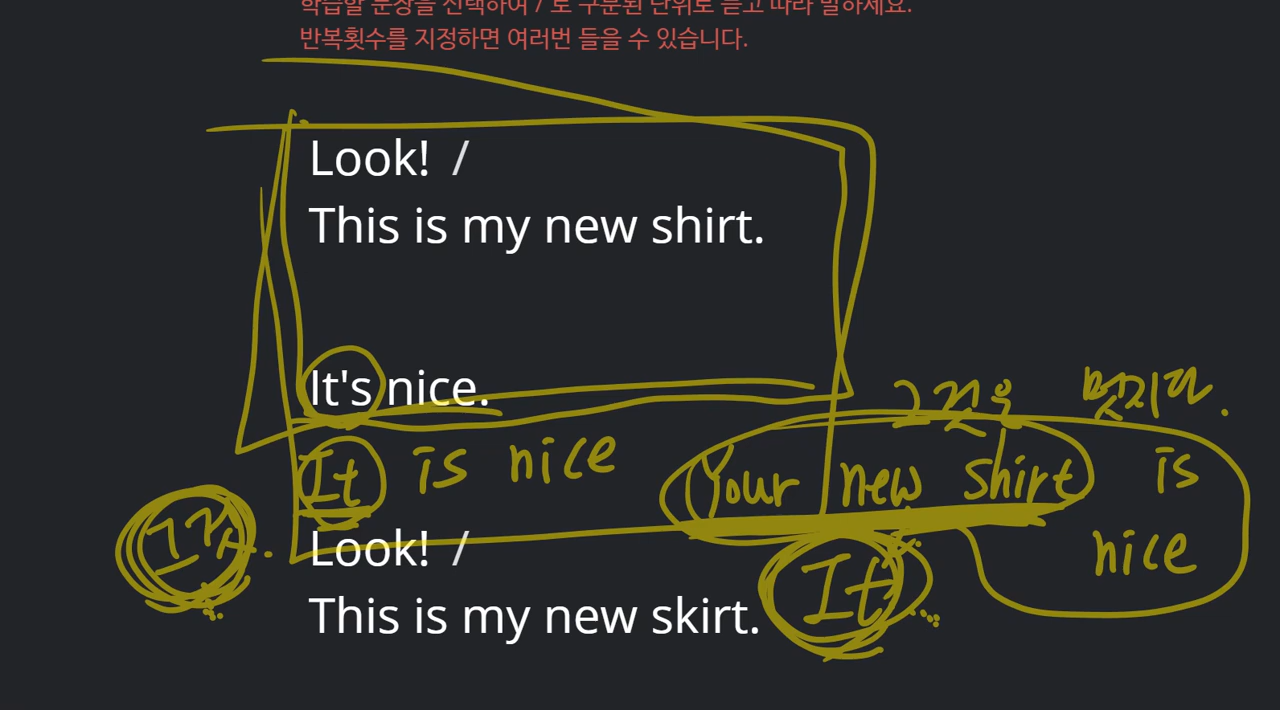 학습할 문장을 선택하여 / 로 구분된 단위로 듣고 따라 말하세요.
반복횟수를 지정하면 여러번 들을 수 있습니다.
Look! /
This is my new shirt.
It's nice.
그것은 멋지다.
It is nice
Your new shirt is
nice
그것.
Look! /
It
This is my new skirt.